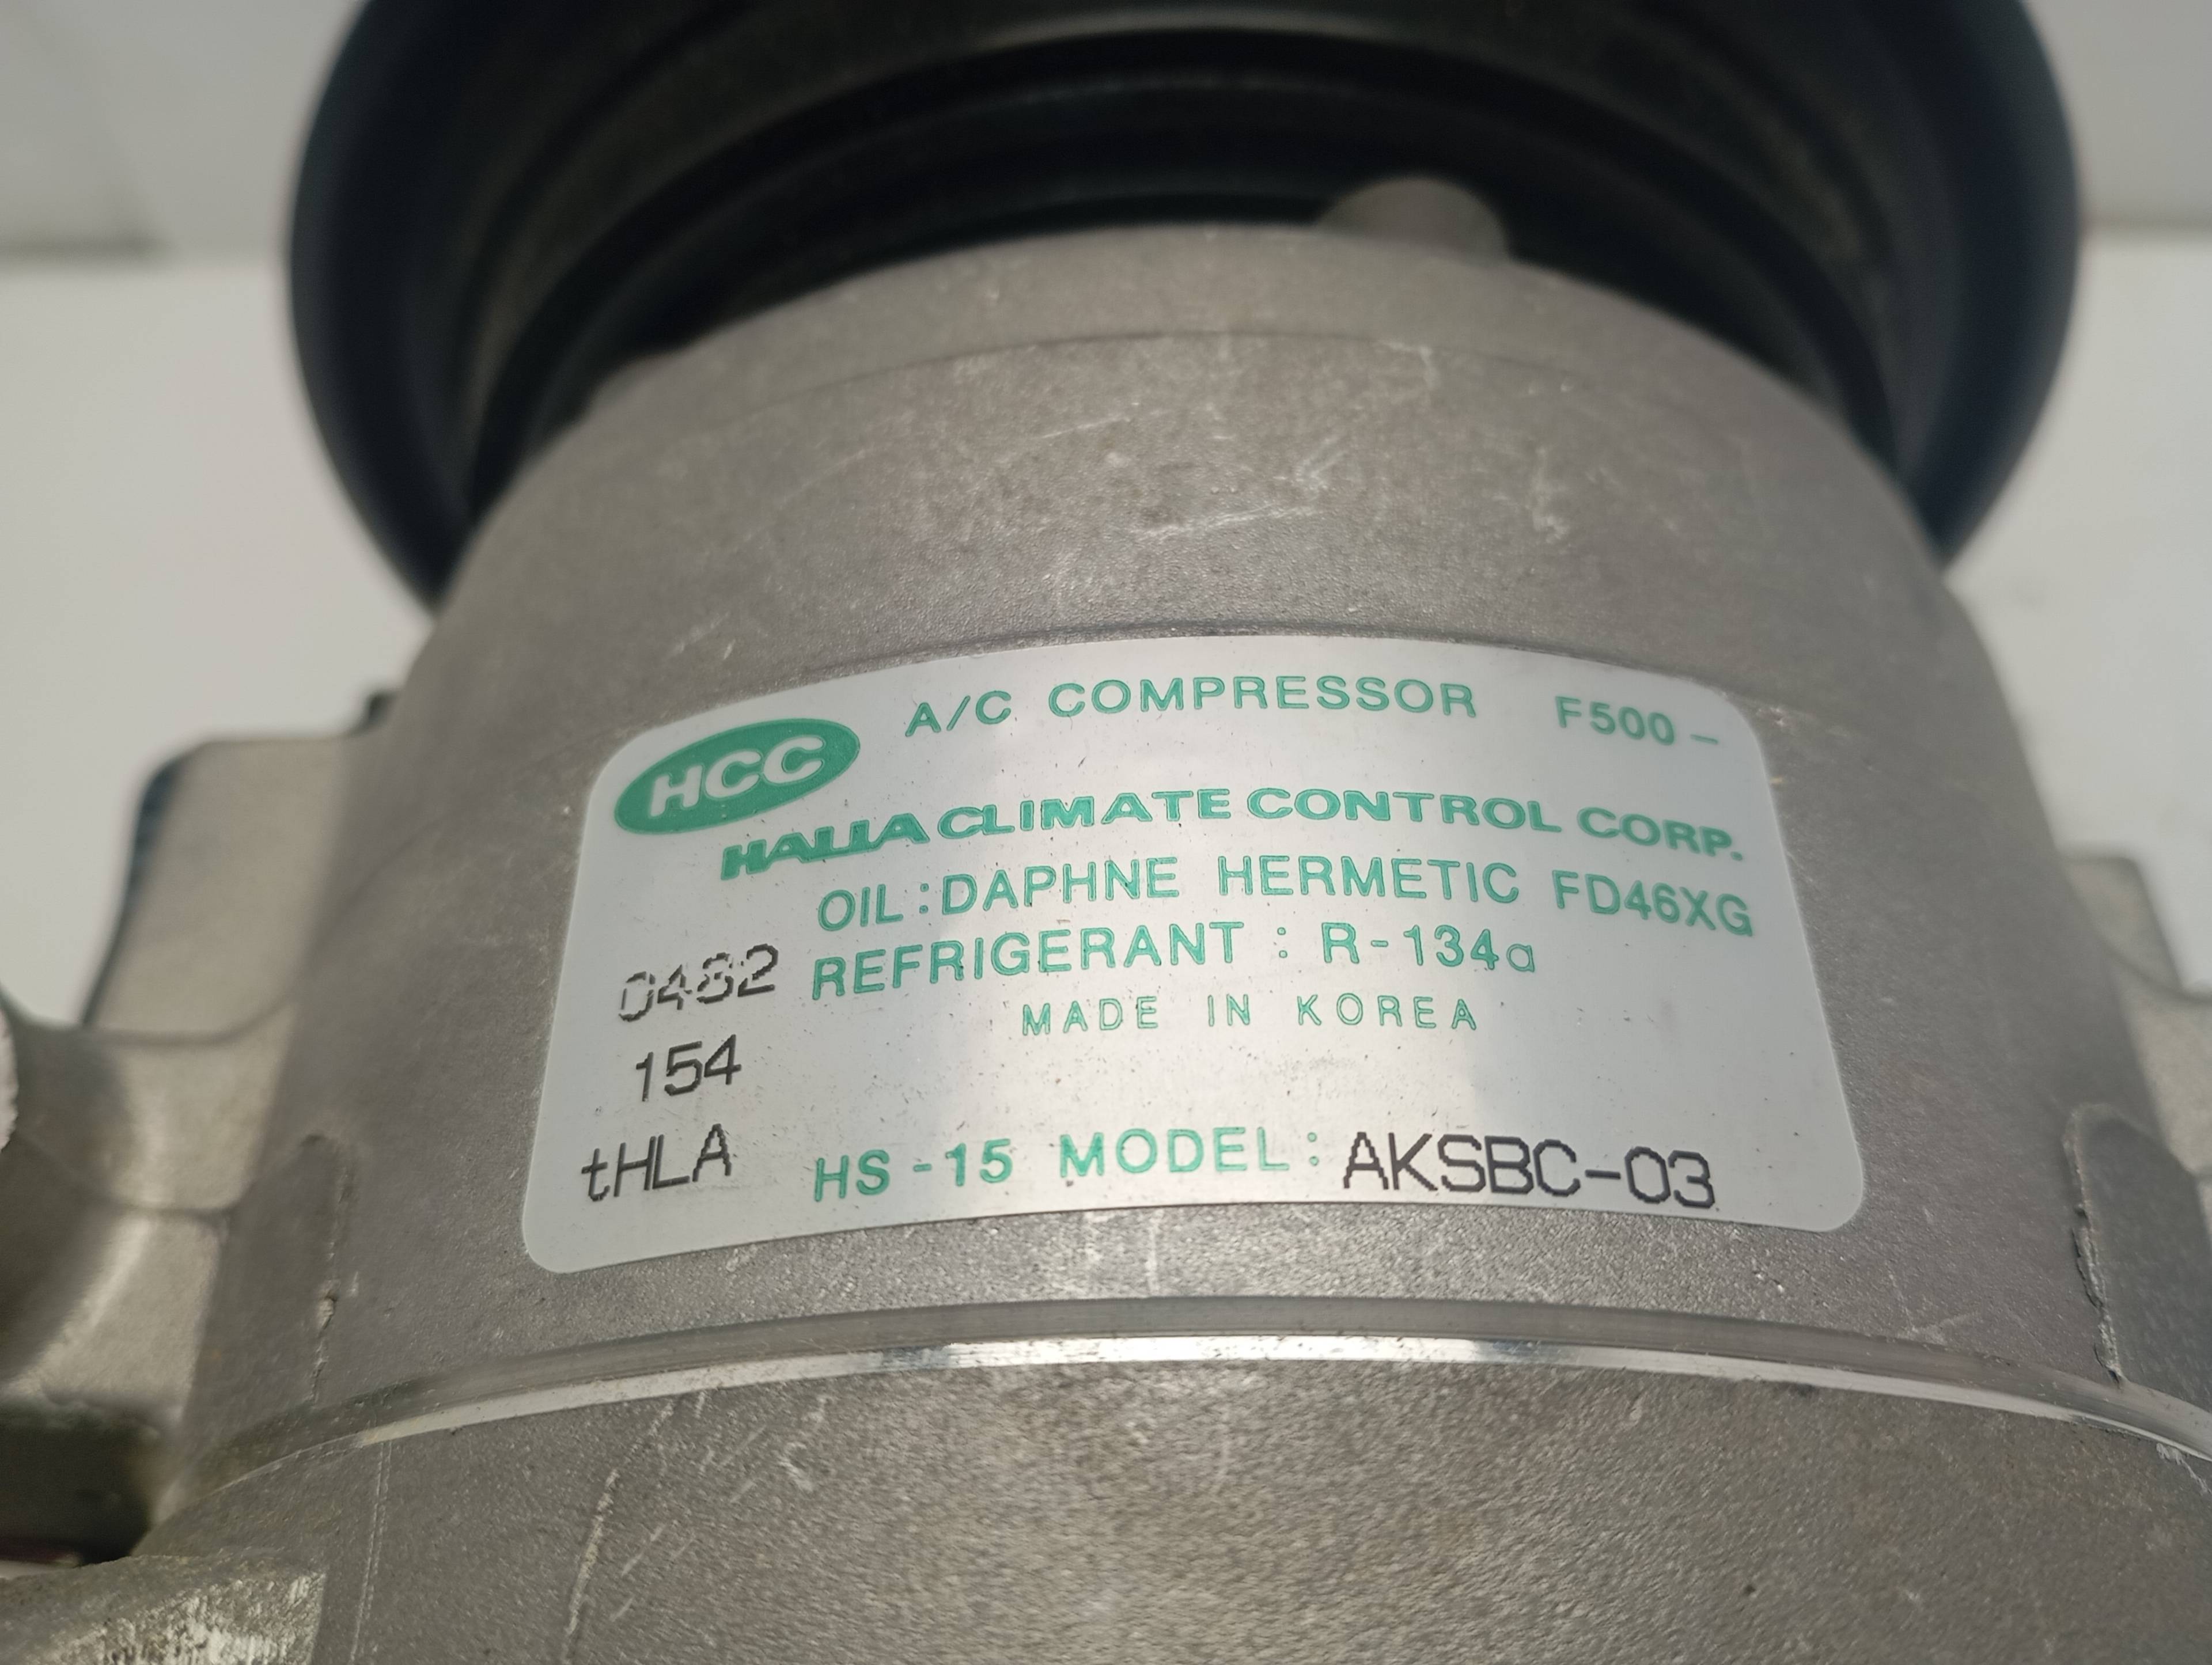 HCC A/C COMPRESSOR F500-
HALLA CLIMATE CONTROL CORP.
OIL:DAPHNE HERMETIC FD46XG
0482 REFRIGERANT : R-134a
MADE IN KOREA
154
tHLA HS-15 MODEL: AKSBC-03